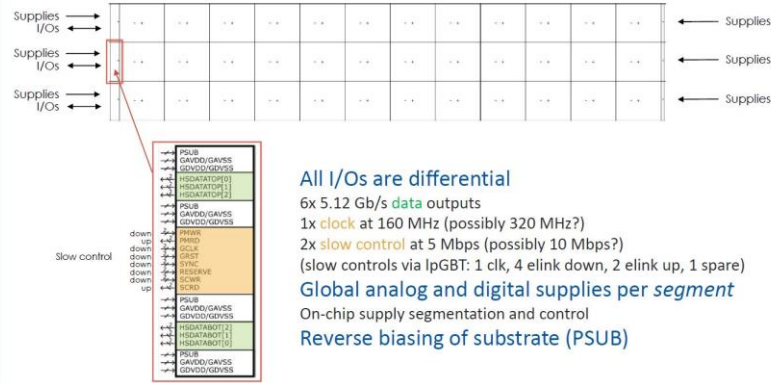 Supplies
I/Os
Supplies
Supplies
I/Os
Supplies
Supplies
I/Os
Supplies
PSUB
GAVDD/GAVSS
GDVDD/GDVSS
HSDATATOP[0]
HSDATATOP[1]
HSDATATOP[2]
PSUB
GAVDD/GAVSS
GDVDD/GDVSS
Slow control
down PMWR
up PMRD
down GCLK
down GRST
down SYNC
down RESERVE
down SCWR
up SCRD
PSUB
GAVDD/GAVSS
GDVDD/GDVSS
HSDATABOT[2]
HSDATABOT[1]
HSDATABOT[0]
PSUB
GAVDD/GAVSS
GDVDD/GDVSS
All I/Os are differential
6x 5.12 Gb/s data outputs
1x clock at 160 MHz (possibly 320 MHz?)
2x slow control at 5 Mbps (possibly 10 Mbps?)
(slow controls via lpGBT: 1 clk, 4 elink down, 2 elink up, 1 spare)
Global analog and digital supplies per segment
On-chip supply segmentation and control
Reverse biasing of substrate (PSUB)